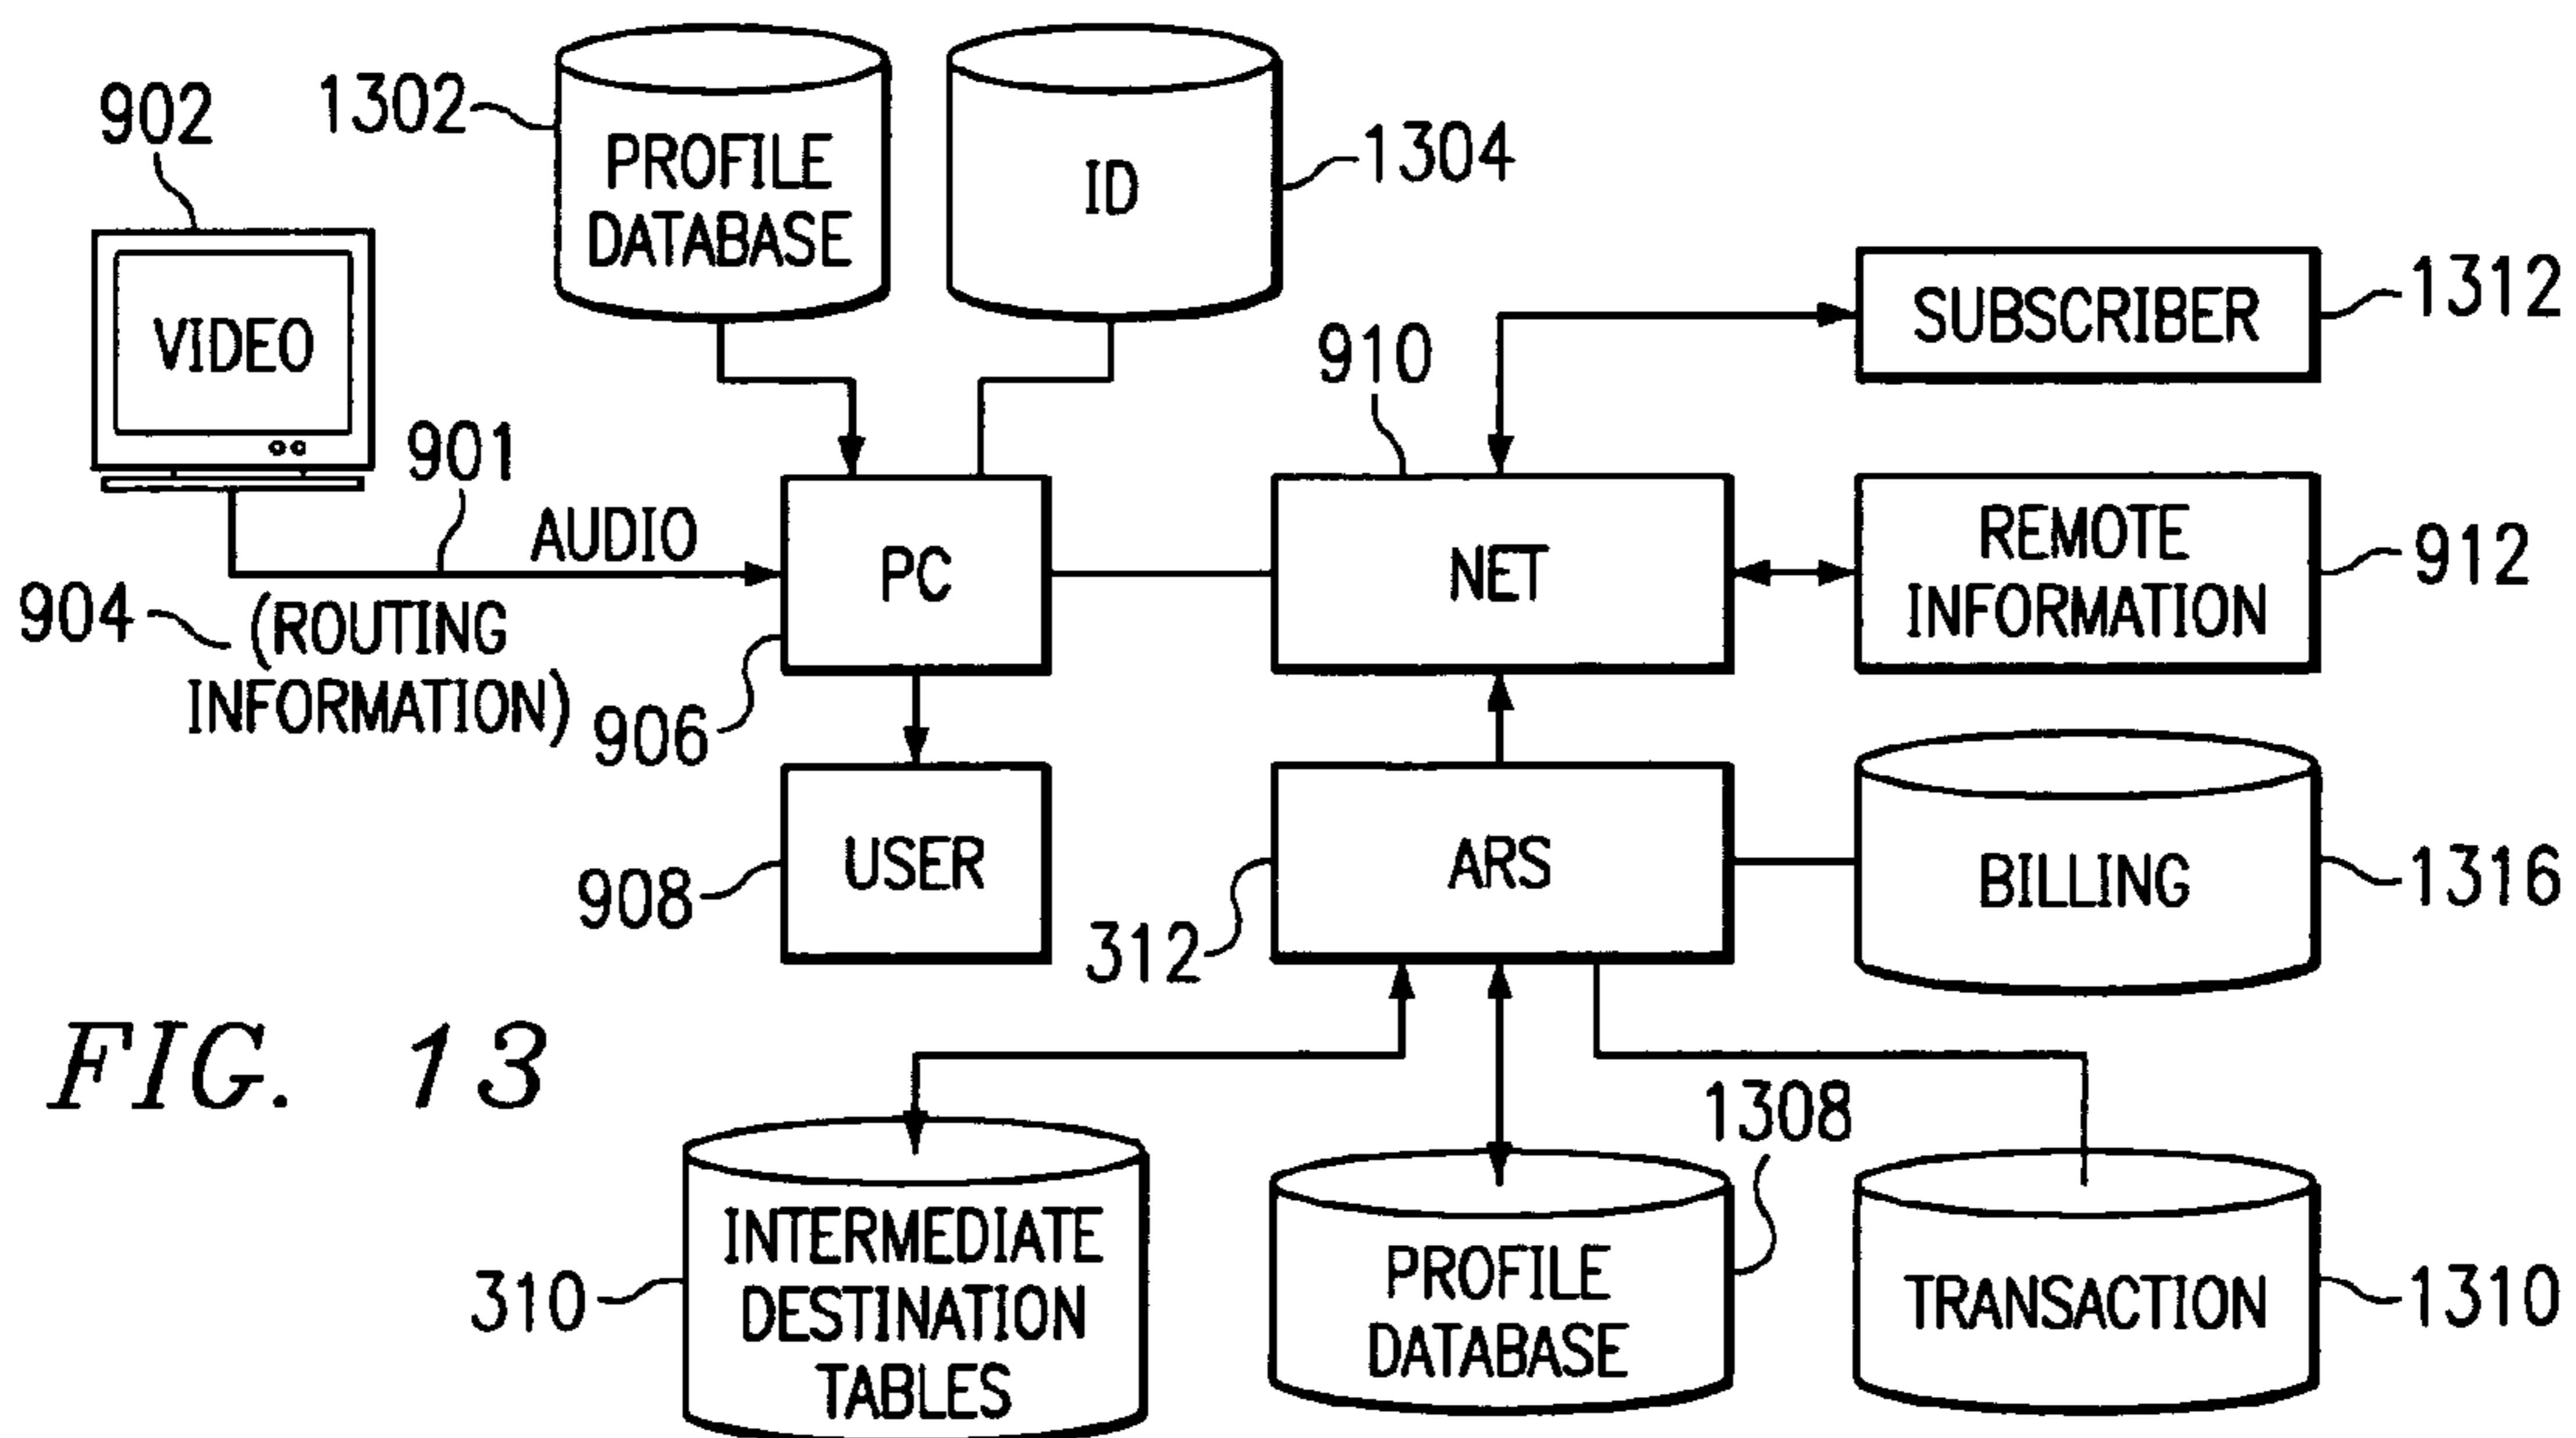 902
1302
PROFILE
DATABASE
ID
1304
VIDEO
901
AUDIO
904
(ROUTING
INFORMATION)
PC
906
USER
908
910
NET
SUBSCRIBER
1312
REMOTE
INFORMATION
912
ARS
312
BILLING
1316
FIG. 13
310
INTERMEDIATE
DESTINATION
TABLES
1308
PROFILE
DATABASE
TRANSACTION
1310